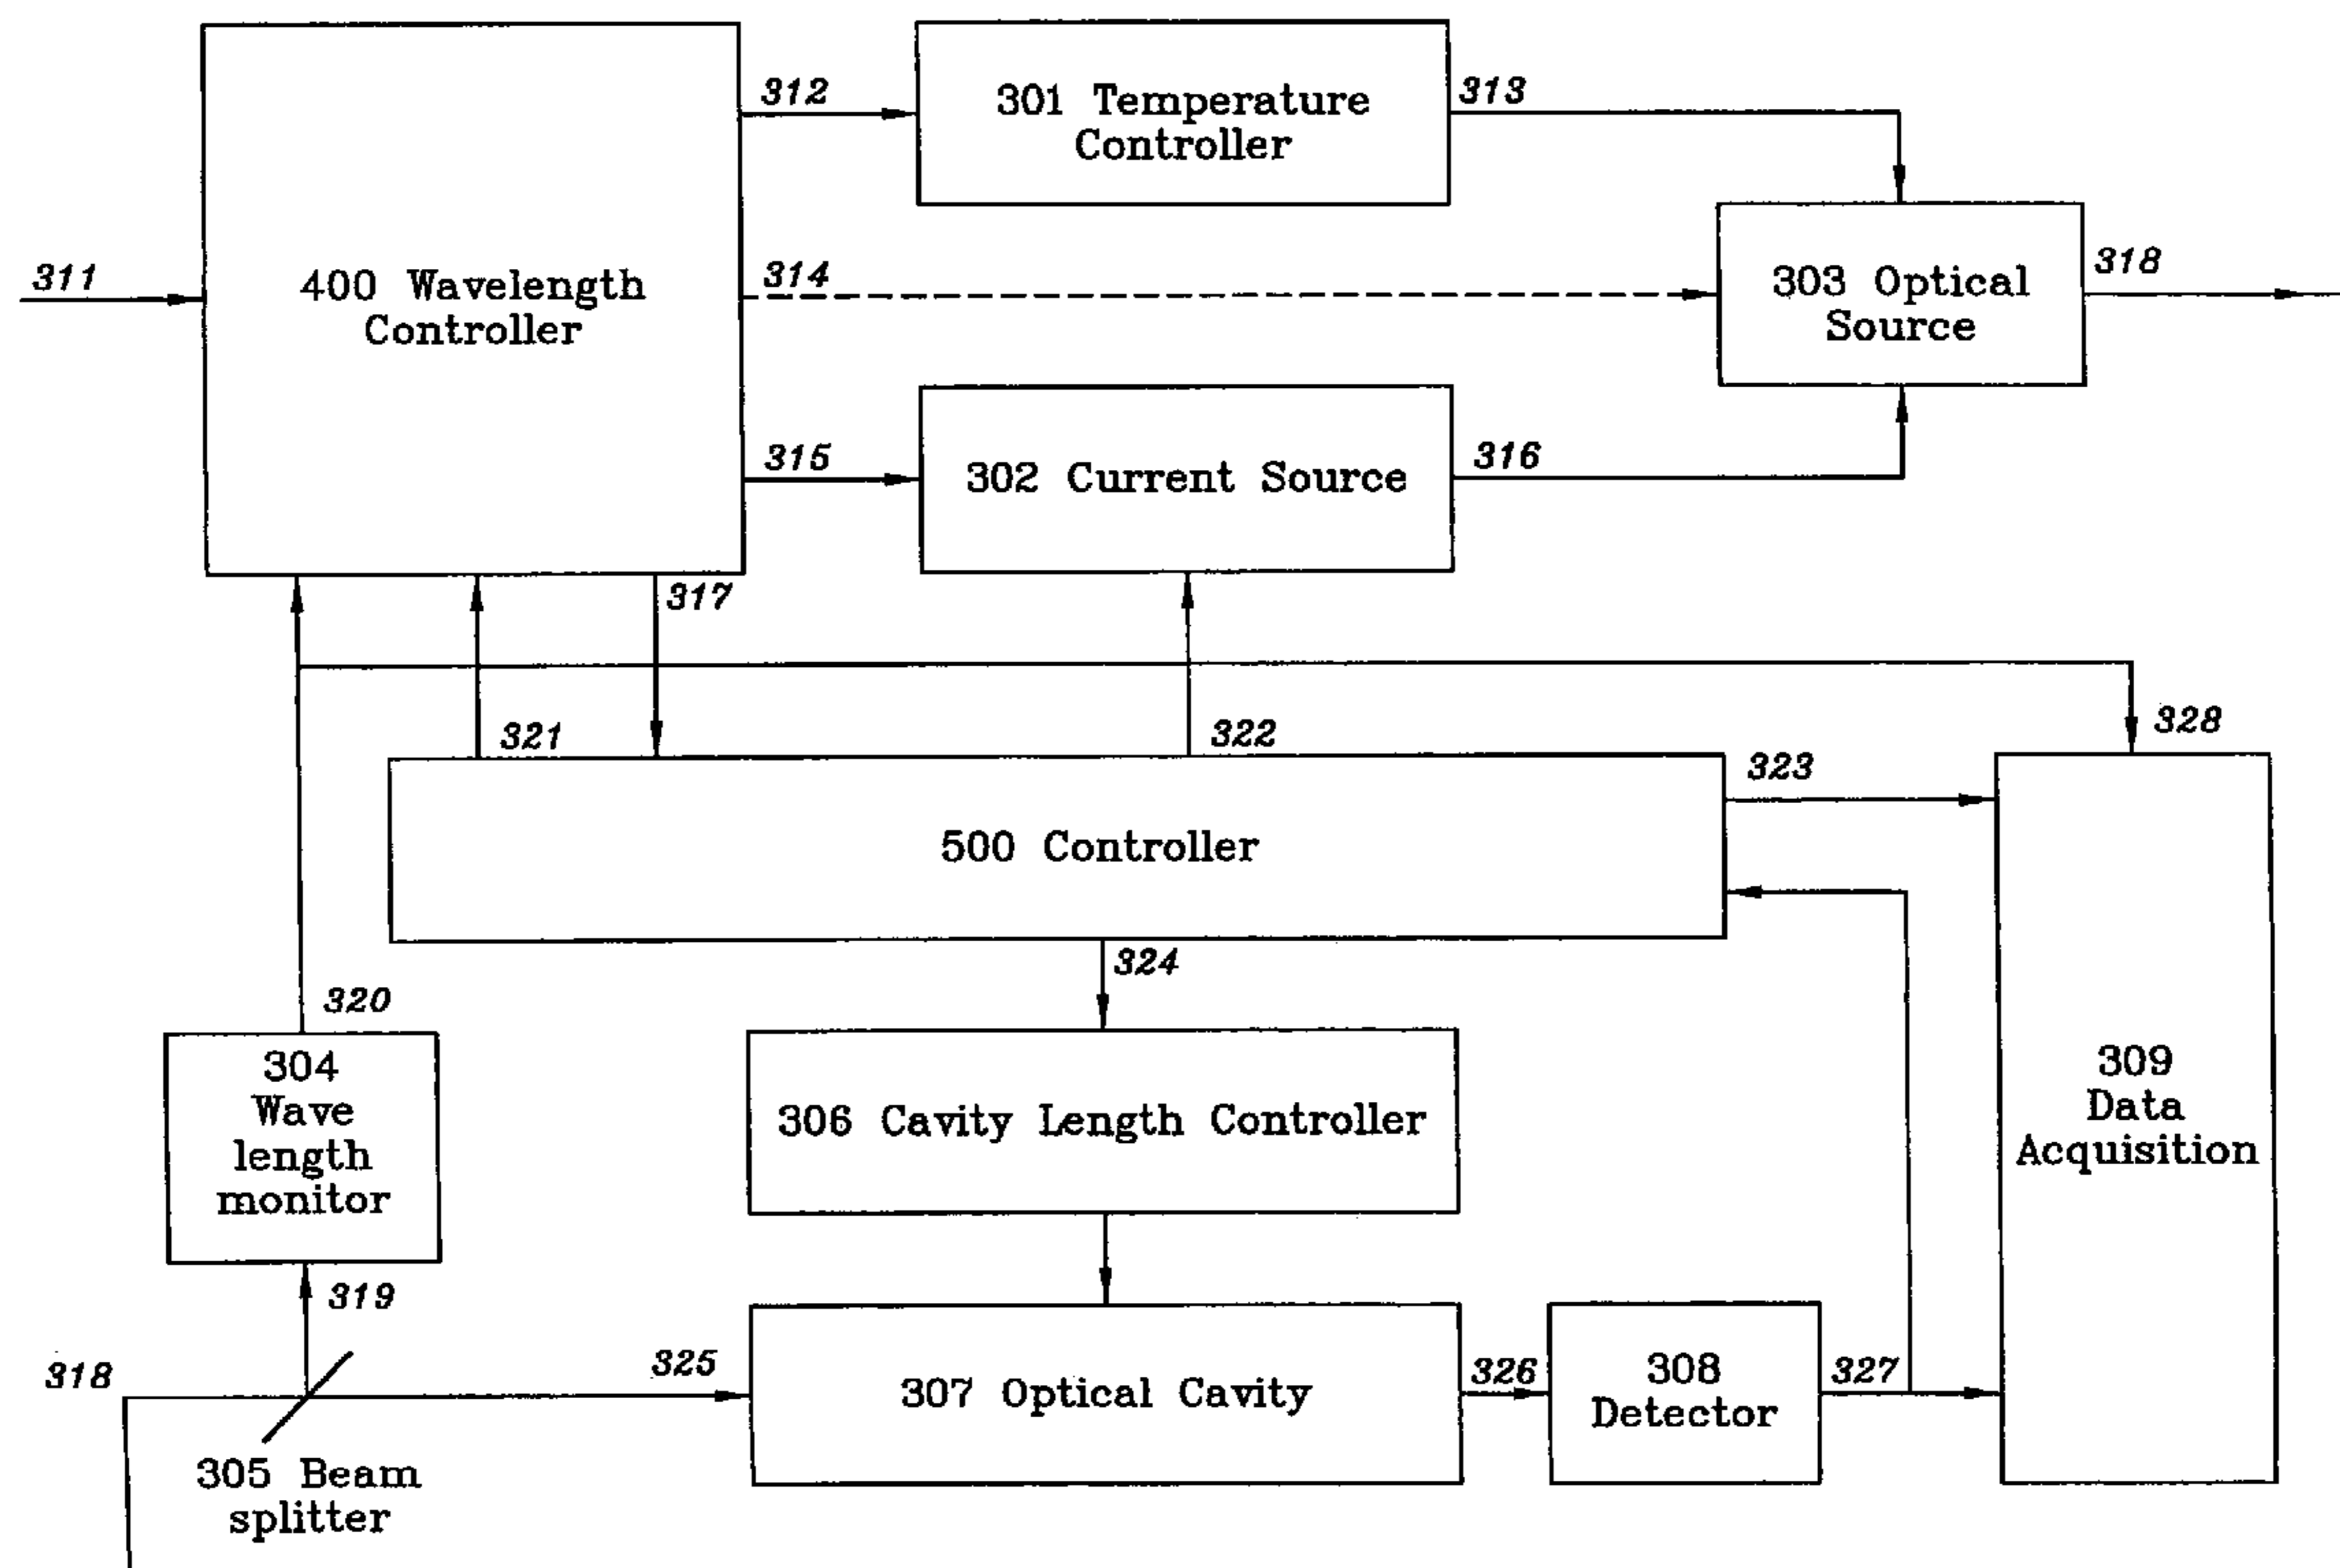 312
301 Temperature
Controller
313
311
400 Wavelength
Controller
314
303 Optical
Source
318
315
302 Current Source
316
317
321
322
328
323
500 Controller
324
320
304
Wave
length
monitor
306 Cavity Length Controller
309
Data
Acquisition
319
318
325
307 Optical Cavity
326
308
Detector
327
305 Beam
splitter